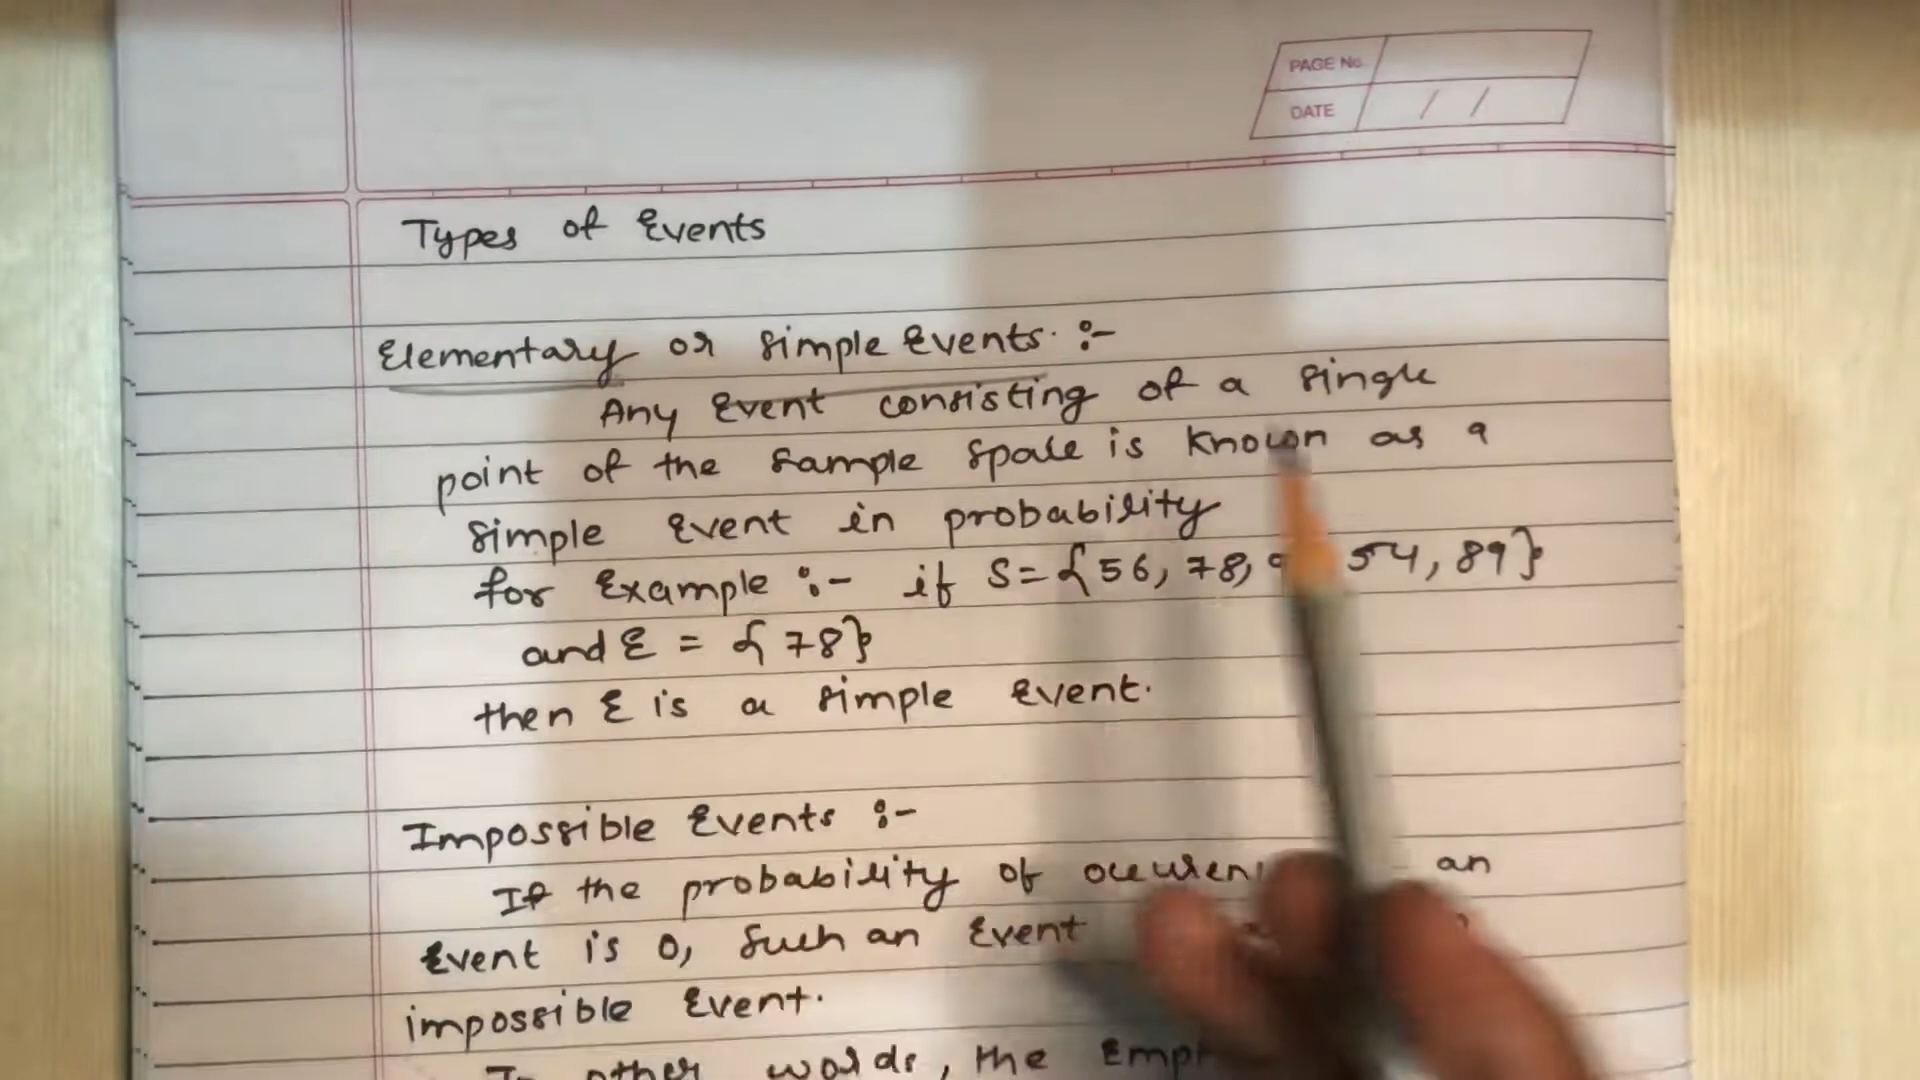 PAGE No.
DATE / /
Types of Events
Elementary or Simple Events. :-
Any Event consisting of a single
point of the sample space is known as a
simple Event in probability
for Example :- if S={56, 78, 54, 89}
and E = {78}
then E is a simple Event.
Impossible Events :-
If the probability of an
Event is 0, such an Event
impossible Event.
In other words, the